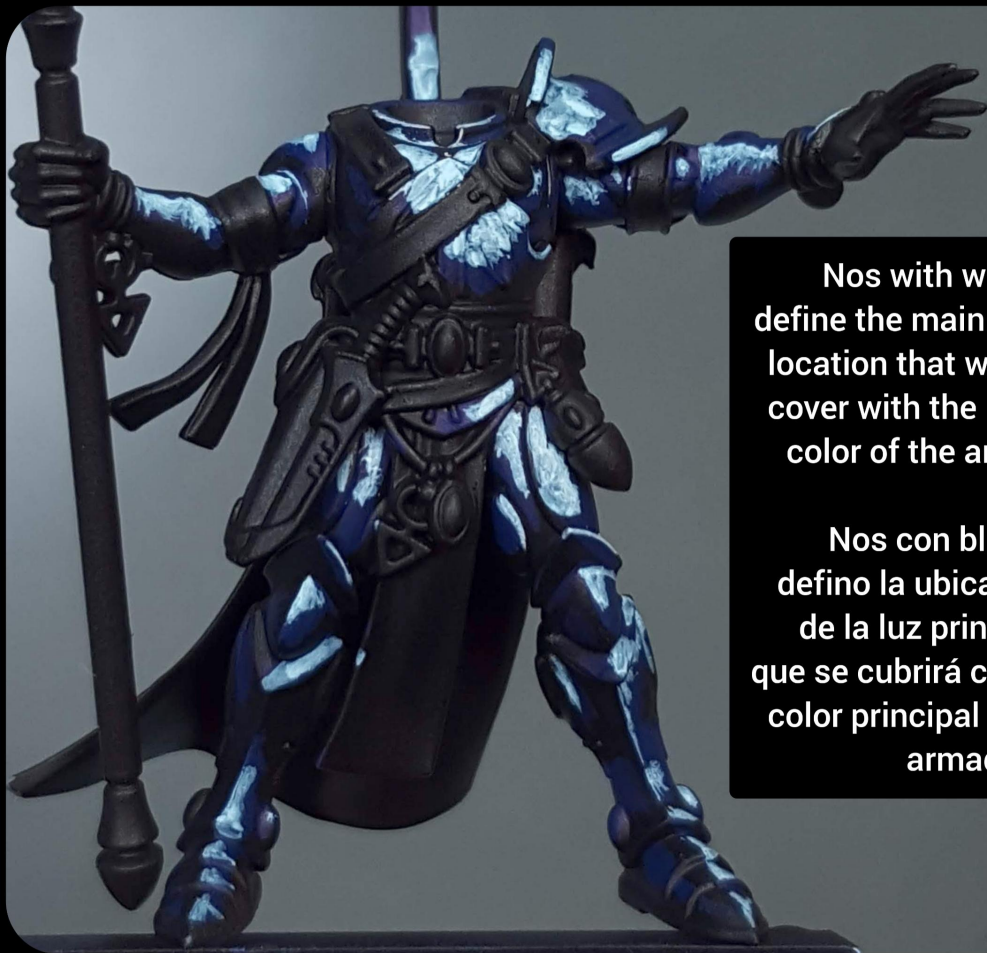 Nos with w
define the main
location that w
cover with the
color of the a
Nos con bl
defino la ubica
de la luz prin
que se cubrirá c
color principal
armad